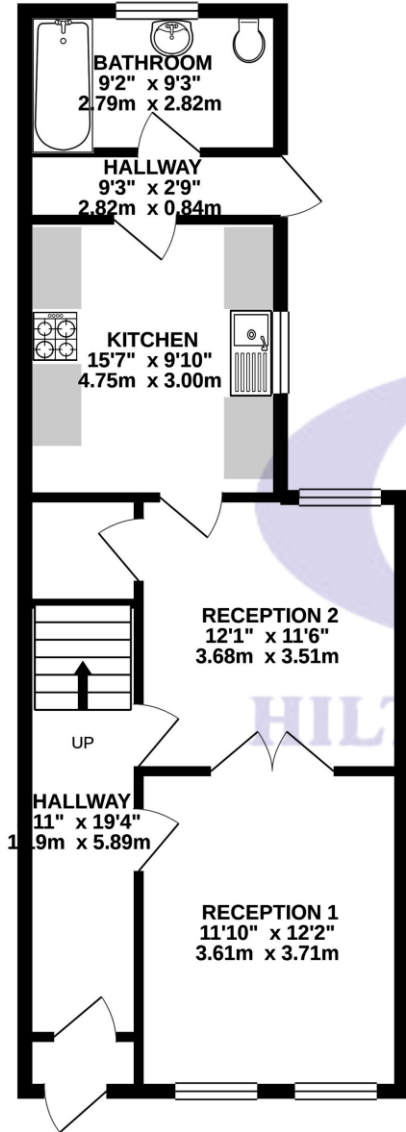 BATHROOM
9'2" x 9'3"
2.79m x 2.82m
HALLWAY
9'3" x 2'9"
2.82m x 0.84m
KITCHEN
15'7" x 9'10"
4.75m x 3.00m
RECEPTION 2
12'1" x 11'6"
3.68m x 3.51m
HILT
UP
HALLWAY
11" x 19'4"
19m x 5.89m
RECEPTION 1
11'10" x 12'2"
3.61m x 3.71m